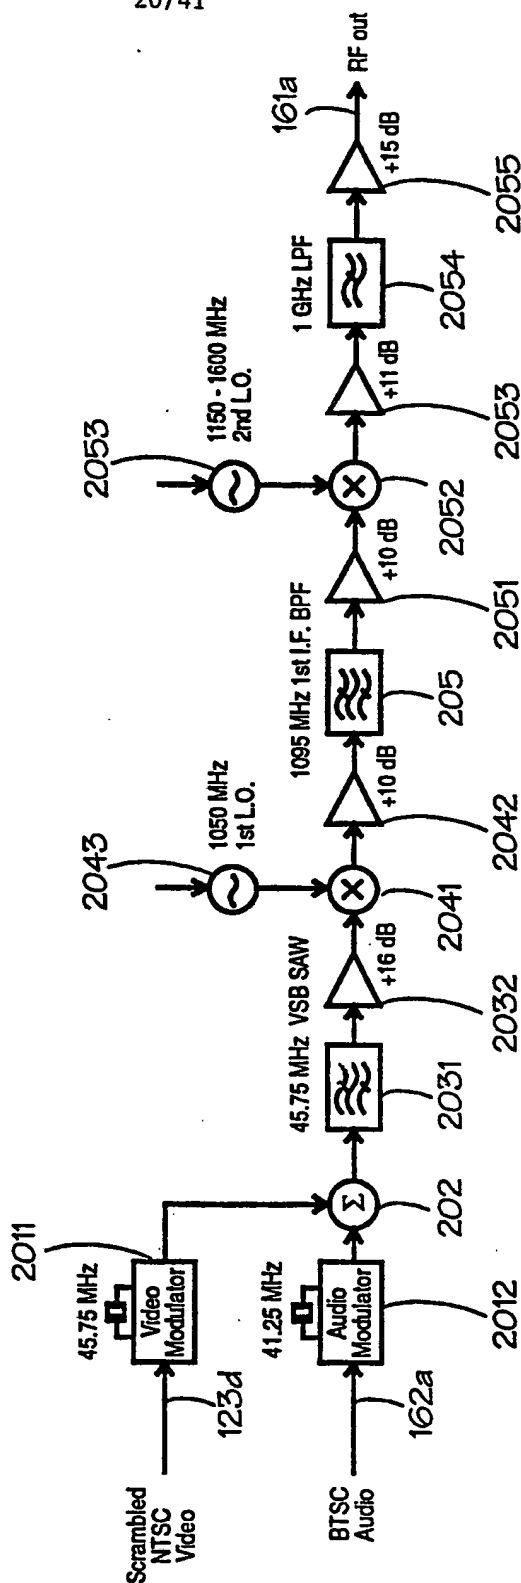 20/41
Scrambled
NTSC
Video
123d
45.75 MHz
Video
Modulator
2011
BTSC
Audio
162a
41.25 MHz
Audio
Modulator
2012
Σ
202
45.75 MHz VSB SAW
2031
+16 dB
2032
2043
1050 MHz
1st L.O.
2041
+10 dB
2042
1095 MHz 1st I.F. BPF
205
+10 dB
2051
2053
1150 - 1600 MHz
2nd L.O.
2052
+11 dB
2053
1 GHz LPF
2054
+15 dB
2055
161a
RF out